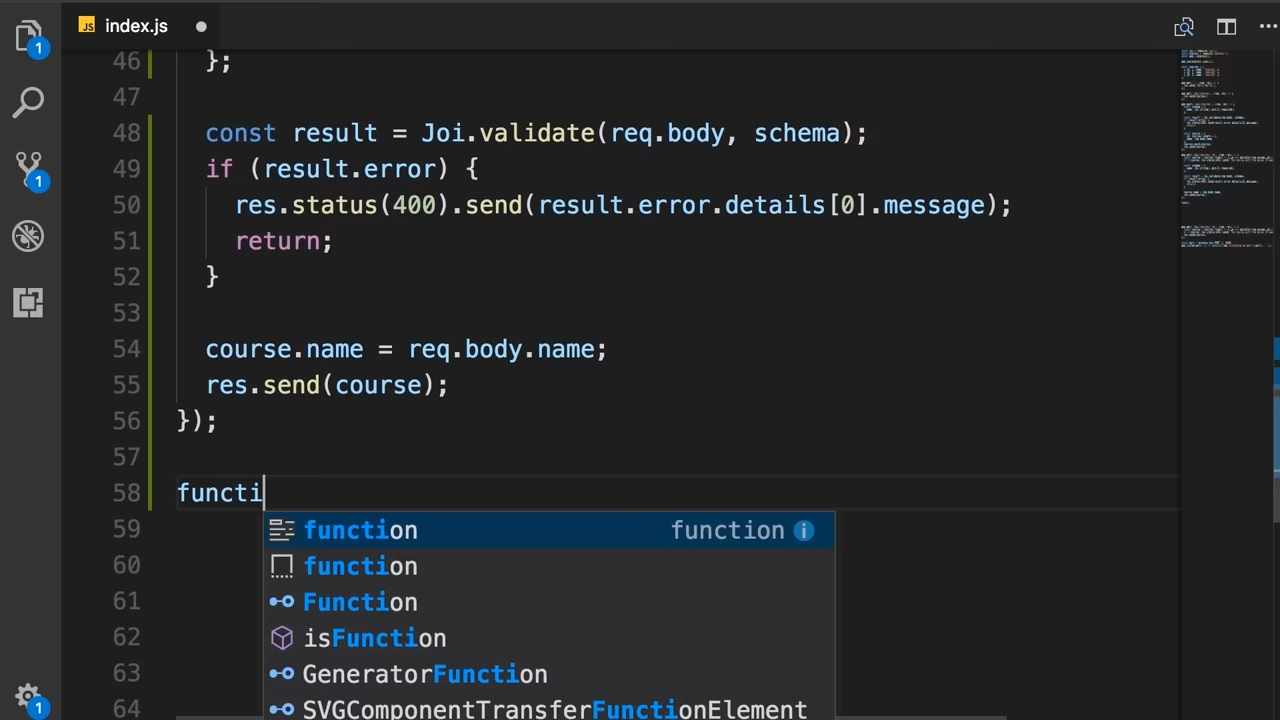 JS index.js
1
46 };
47
48 const result = Joi.validate(req.body, schema);
49 if (result.error) {
50 res.status(400).send(result.error.details[0].message);
51 return;
52 }
53
54 course.name = req.body.name;
55 res.send(course);
56 });
57
58 functi
59 function function i
60 function
61 Function
62 isFunction
63 GeneratorFunction
64 SVGComponentTransferFunctionElement
1
1